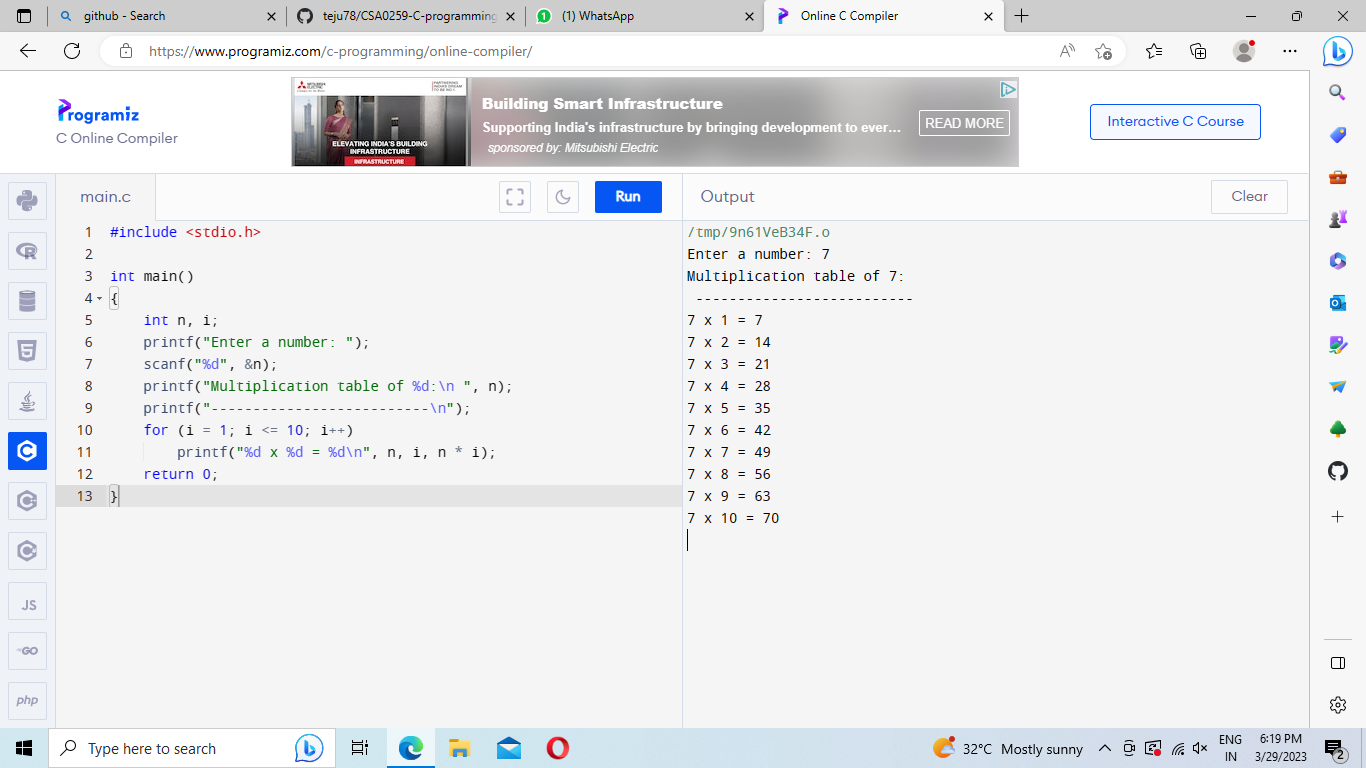 github - Search
teju78/CSA0259-C-programming
(1) WhatsApp
Online C Compiler
https://www.programiz.com/c-programming/online-compiler/
Programiz
C Online Compiler
MITSUBISHI ELECTRIC
ELEVATING INDIA'S BUILDING
INFRASTRUCTURE
INFRASTRUCTURE
Building Smart Infrastructure
Supporting India's infrastructure by bringing development to ever...
sponsored by: Mitsubishi Electric
READ MORE
Interactive C Course
main.c
Run
Output
Clear
1 #include <stdio.h>
2
3 int main()
4 {
5 int n, i;
6 printf("Enter a number: ");
7 scanf("%d", &n);
8 printf("Multiplication table of %d:\n ", n);
9 printf("--------------------------\n");
10 for (i = 1; i <= 10; i++)
11 printf("%d x %d = %d\n", n, i, n * i);
12 return 0;
13 }
/tmp/9n61VeB34F.o
Enter a number: 7
Multiplication table of 7:
--------------------------
7 x 1 = 7
7 x 2 = 14
7 x 3 = 21
7 x 4 = 28
7 x 5 = 35
7 x 6 = 42
7 x 7 = 49
7 x 8 = 56
7 x 9 = 63
7 x 10 = 70
JS
GO
php
Type here to search
32°C Mostly sunny
ENG
IN
6:19 PM
3/29/2023
2